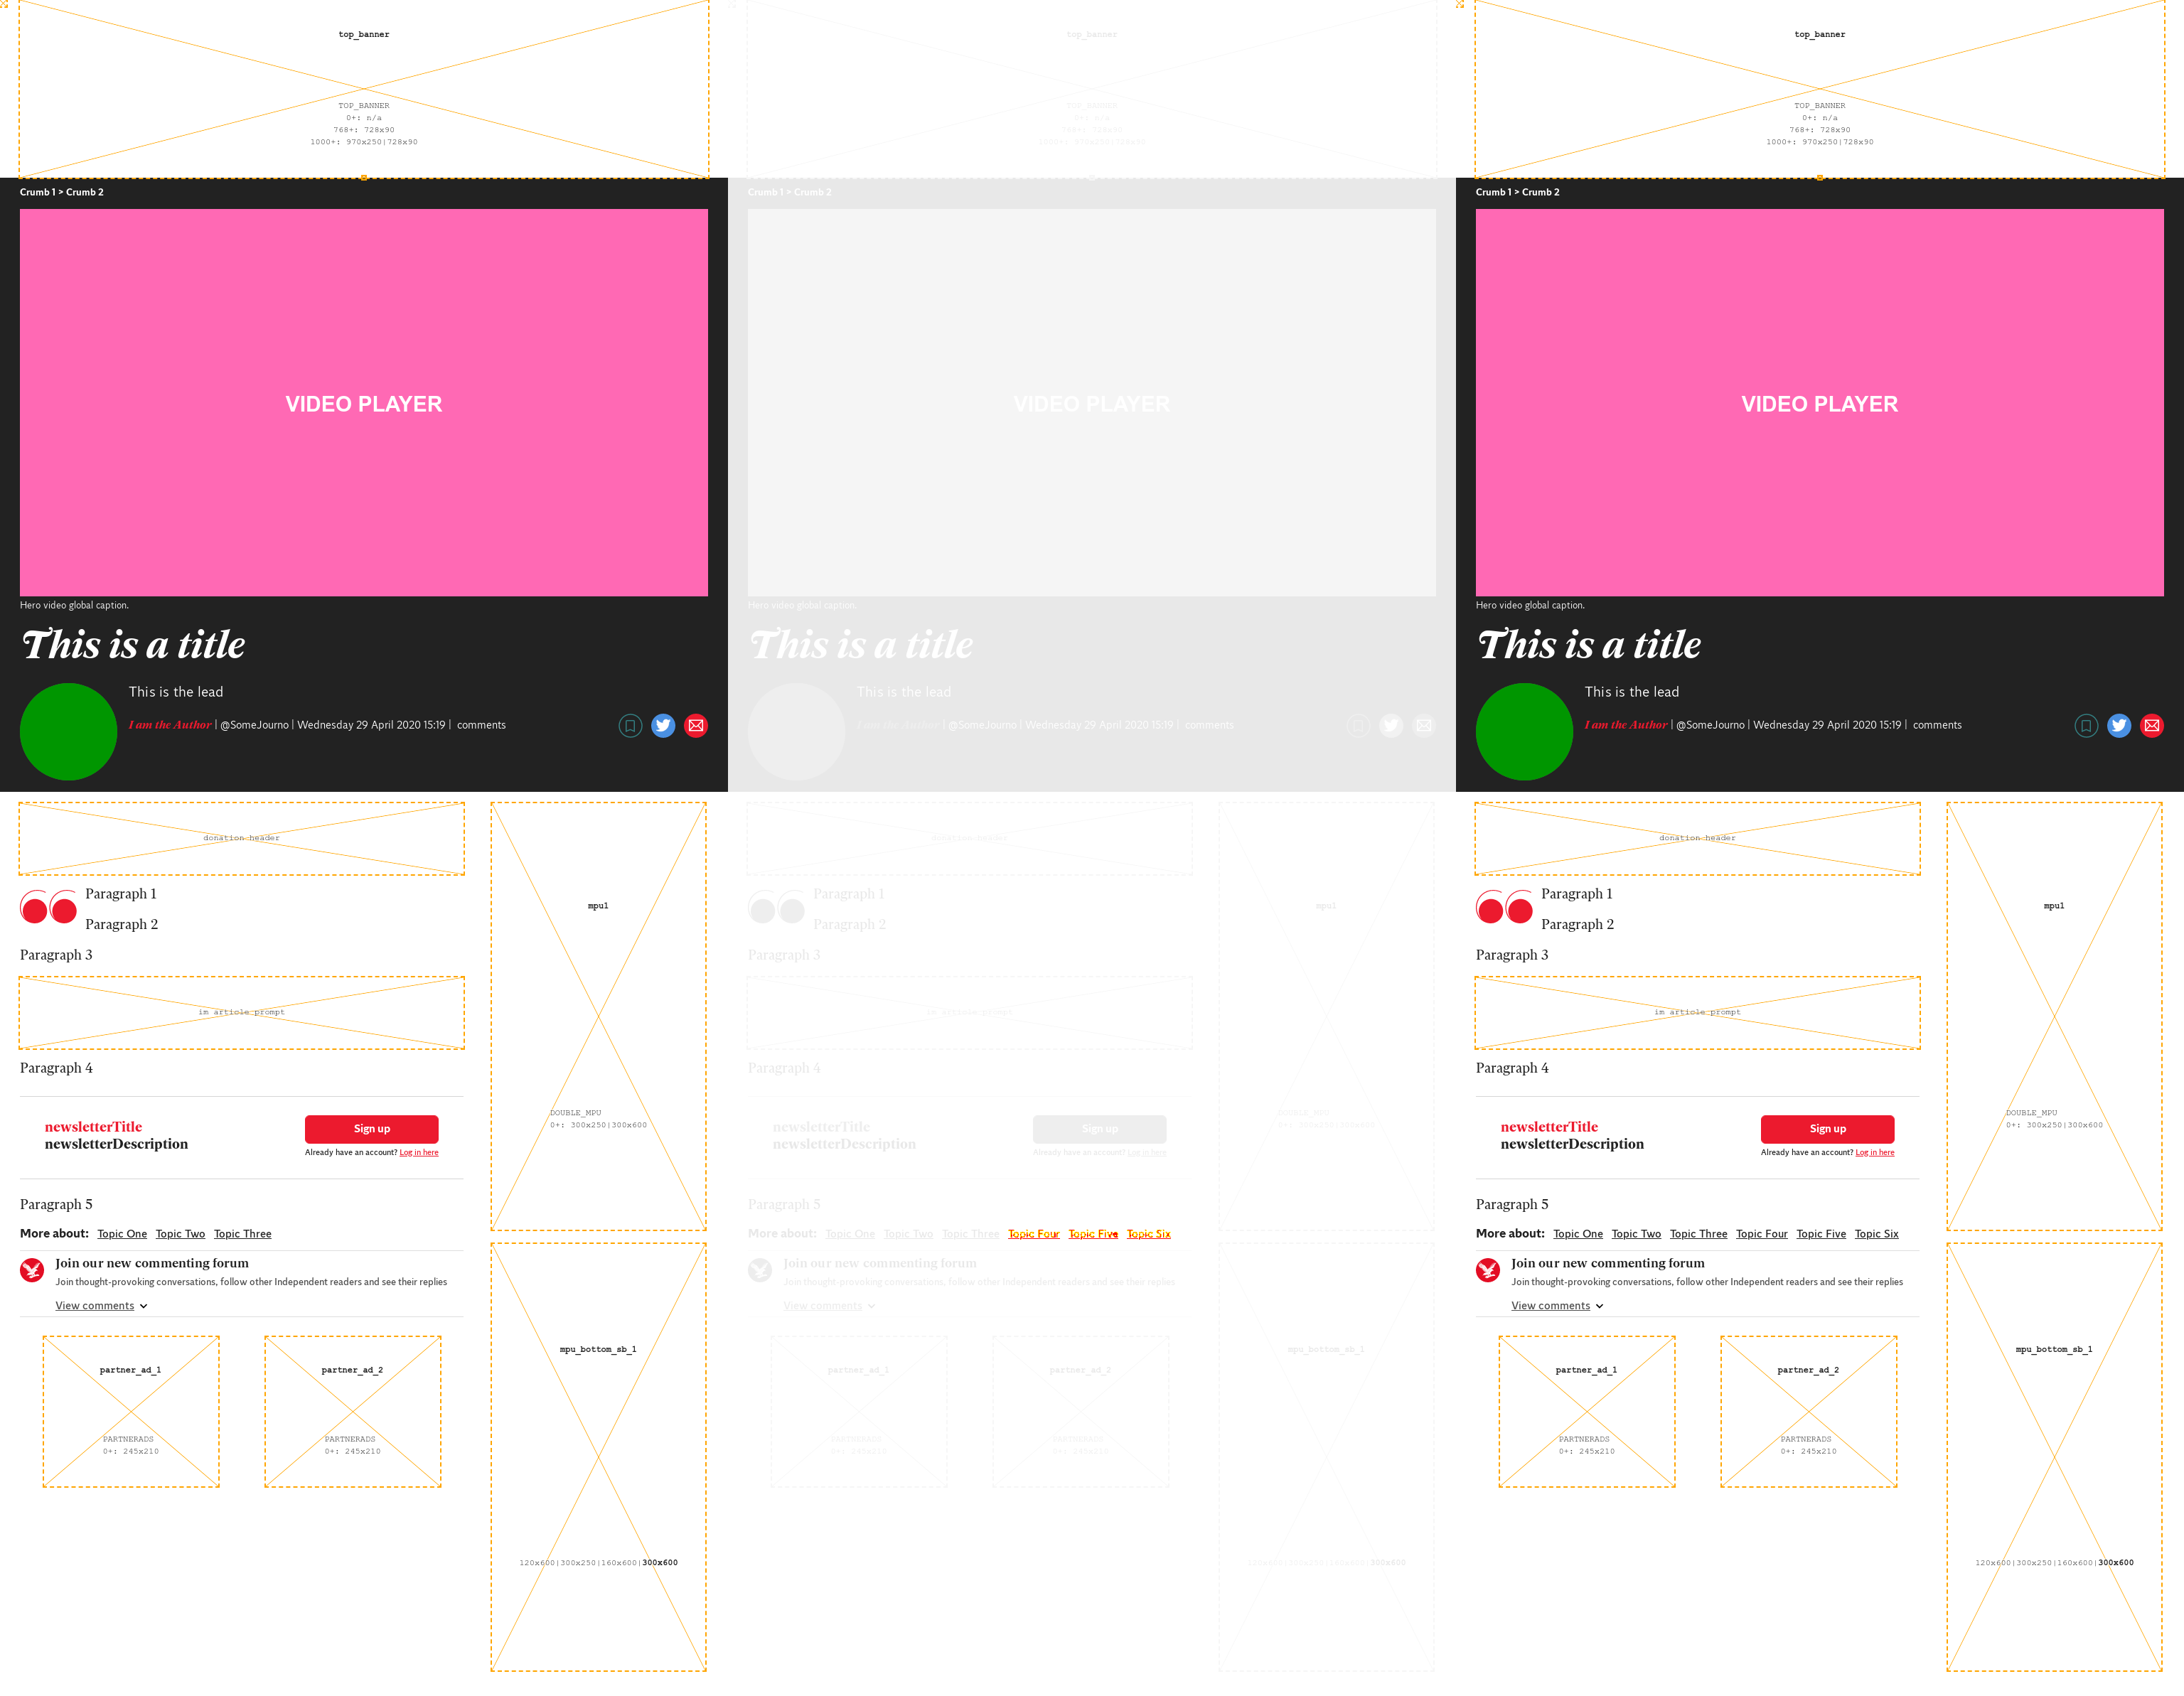 top_banner
TOP_BANNER
0+: n/a
768+: 728x90
1000+: 970x250|728x90
Crumb 1 > Crumb 2
VIDEO PLAYER
Hero video global caption.
This is a title
This is the lead
I am the Author | @SomeJourno | Wednesday 29 April 2020 15:19 | comments
donation header
Paragraph 1
Paragraph 2
Paragraph 3
im article prompt
Paragraph 4
newsletterTitle
newsletterDescription
Sign up
Already have an account? Log in here
Paragraph 5
More about: Topic One Topic Two Topic Three
Join our new commenting forum
Join thought-provoking conversations, follow other Independent readers and see their replies
View comments
partner_ad_1
PARTNERADS
0+: 245x210
partner_ad_2
PARTNERADS
0+: 245x210
mpu1
DOUBLE_MPU
0+: 300x250|300x600
mpu_bottom_sb_1
120x600|300x250|160x600|300x600
top_banner
TOP_BANNER
0+: n/a
768+: 728x90
1000+: 970x250|728x90
Crumb 1 > Crumb 2
VIDEO PLAYER
Hero video global caption.
This is a title
This is the lead
I am the Author | @SomeJourno | Wednesday 29 April 2020 15:19 | comments
donation header
Paragraph 1
Paragraph 2
Paragraph 3
im article prompt
Paragraph 4
newsletterTitle
newsletterDescription
Sign up
Already have an account? Log in here
Paragraph 5
More about: Topic One Topic Two Topic Three Topic Four Topic Five Topic Six
Join our new commenting forum
Join thought-provoking conversations, follow other Independent readers and see their replies
View comments
partner_ad_1
PARTNERADS
0+: 245x210
partner_ad_2
PARTNERADS
0+: 245x210
mpu1
DOUBLE_MPU
0+: 300x250|300x600
mpu_bottom_sb_1
120x600|300x250|160x600|300x600
top_banner
TOP_BANNER
0+: n/a
768+: 728x90
1000+: 970x250|728x90
Crumb 1 > Crumb 2
VIDEO PLAYER
Hero video global caption.
This is a title
This is the lead
I am the Author | @SomeJourno | Wednesday 29 April 2020 15:19 | comments
donation header
Paragraph 1
Paragraph 2
Paragraph 3
im article prompt
Paragraph 4
newsletterTitle
newsletterDescription
Sign up
Already have an account? Log in here
Paragraph 5
More about: Topic One Topic Two Topic Three Topic Four Topic Five Topic Six
Join our new commenting forum
Join thought-provoking conversations, follow other Independent readers and see their replies
View comments
partner_ad_1
PARTNERADS
0+: 245x210
partner_ad_2
PARTNERADS
0+: 245x210
mpu1
DOUBLE_MPU
0+: 300x250|300x600
mpu_bottom_sb_1
120x600|300x250|160x600|300x600